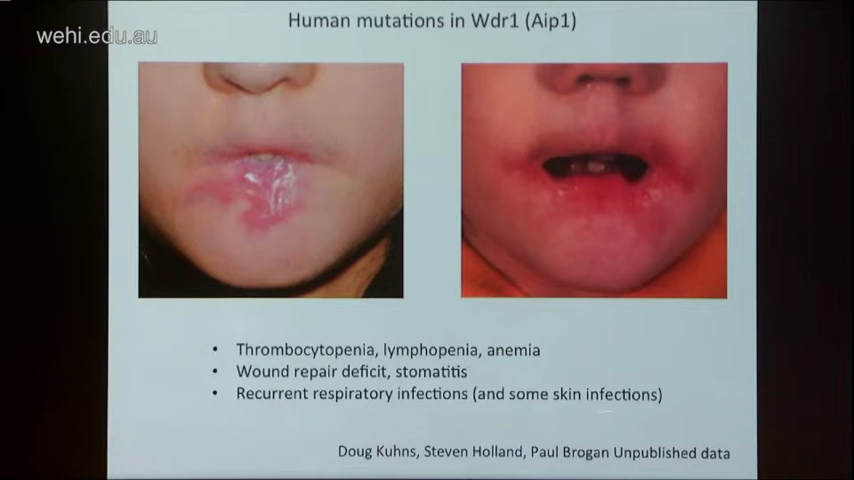 Human mutations in Wdr1 (Aip1)
wehi.edu.au
• Thrombocytopenia, lymphopenia, anemia
• Wound repair deficit, stomatitis
• Recurrent respiratory infections (and some skin infections)
Doug Kuhns, Steven Holland, Paul Brogan Unpublished data